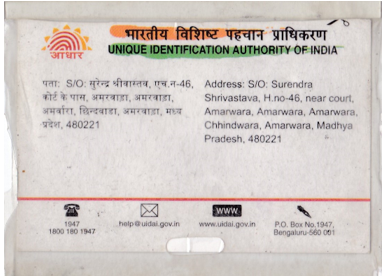 भारतीय विशिष्ट पहचान प्राधिकरण
UNIQUE IDENTIFICATION AUTHORITY OF INDIA
आधार
पता: S/O: सुरेन्द्र श्रीवास्तव, एच.न-46,
कोर्ट के पास, अमरवाडा, अमरवाडा,
अमर्वारा, छिन्दवाडा, अमरवाडा, मध्य
प्रदेश, 480221
Address: S/O: Surendra
Shrivastava, H.no-46, near court,
Amarwara, Amarwara, Amarwara,
Chhindwara, Amarwara, Madhya
Pradesh, 480221
1947
1800 180 1947
help@uidai.gov.in
WWW.
www.uidai.gov.in
P.O. Box No.1947,
Bengaluru-560 001